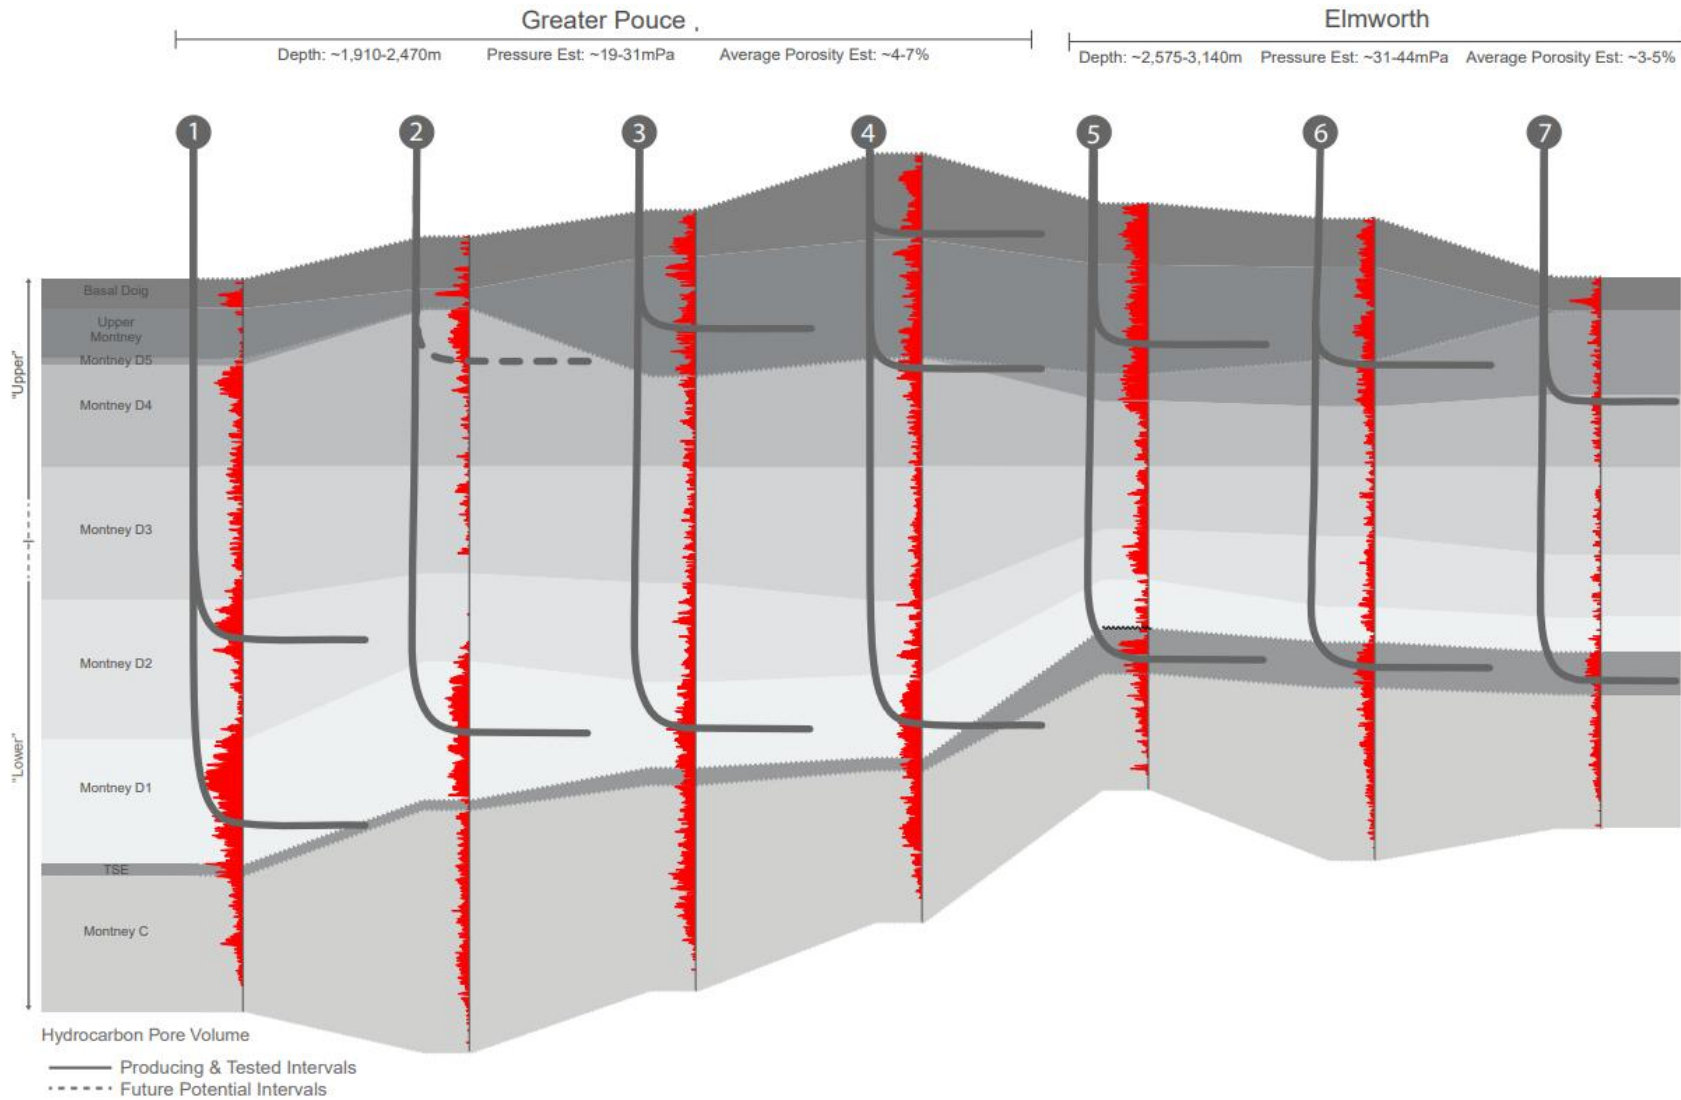 Greater Pouce ,
Elmworth
Depth: ~1,910-2,470m Pressure Est: ~19-31mPa Average Porosity Est: ~4-7%
Depth: ~2,575-3,140m Pressure Est: ~31-44mPa Average Porosity Est: ~3-5%
1
2
3
4
5
6
7
"Upper"
"Lower"
Basal Doig
Upper
Montney
Montney D5
Montney D4
Montney D3
Montney D2
Montney D1
TSE
Montney C
Hydrocarbon Pore Volume
Producing & Tested Intervals
Future Potential Intervals